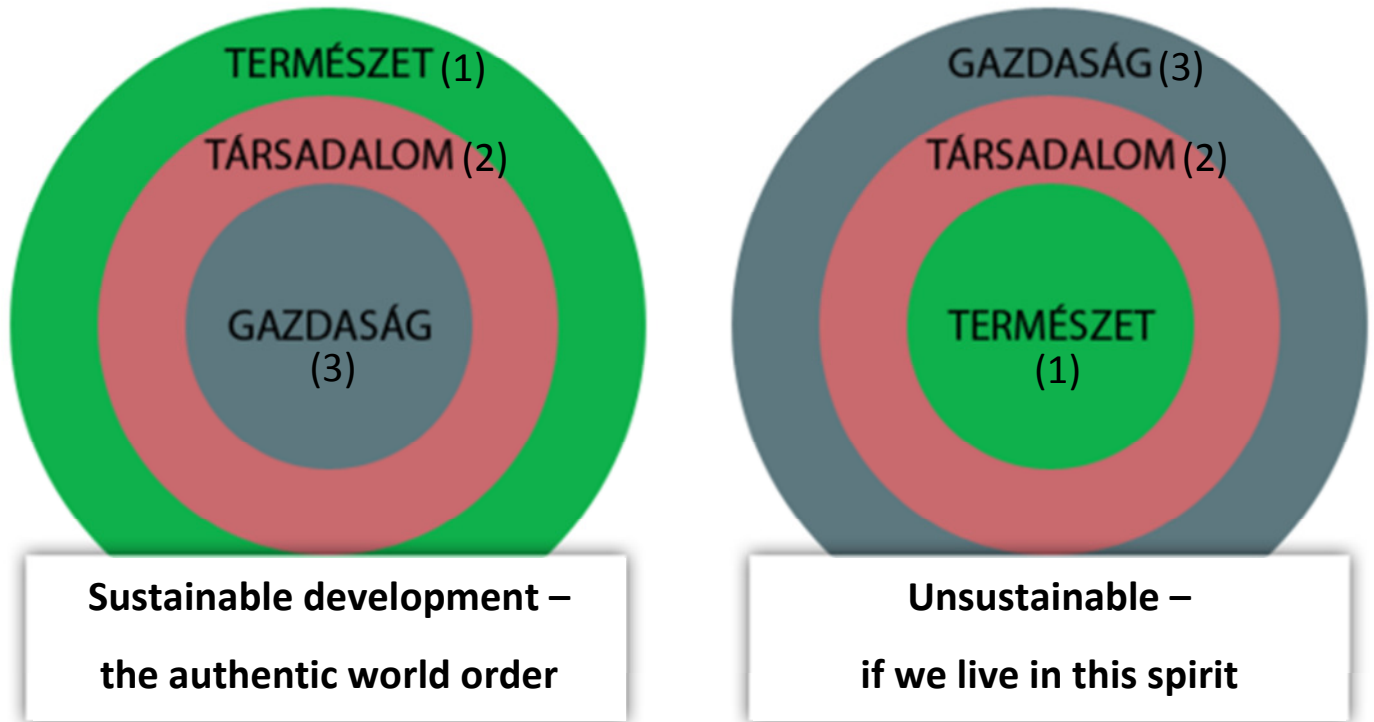 TERMÉSZET (1)
TÁRSADALOM (2)
GAZDASÁG
(3)
Sustainable development –
the authentic world order
GAZDASÁG (3)
TÁRSADALOM (2)
TERMÉSZET
(1)
Unsustainable –
if we live in this spirit